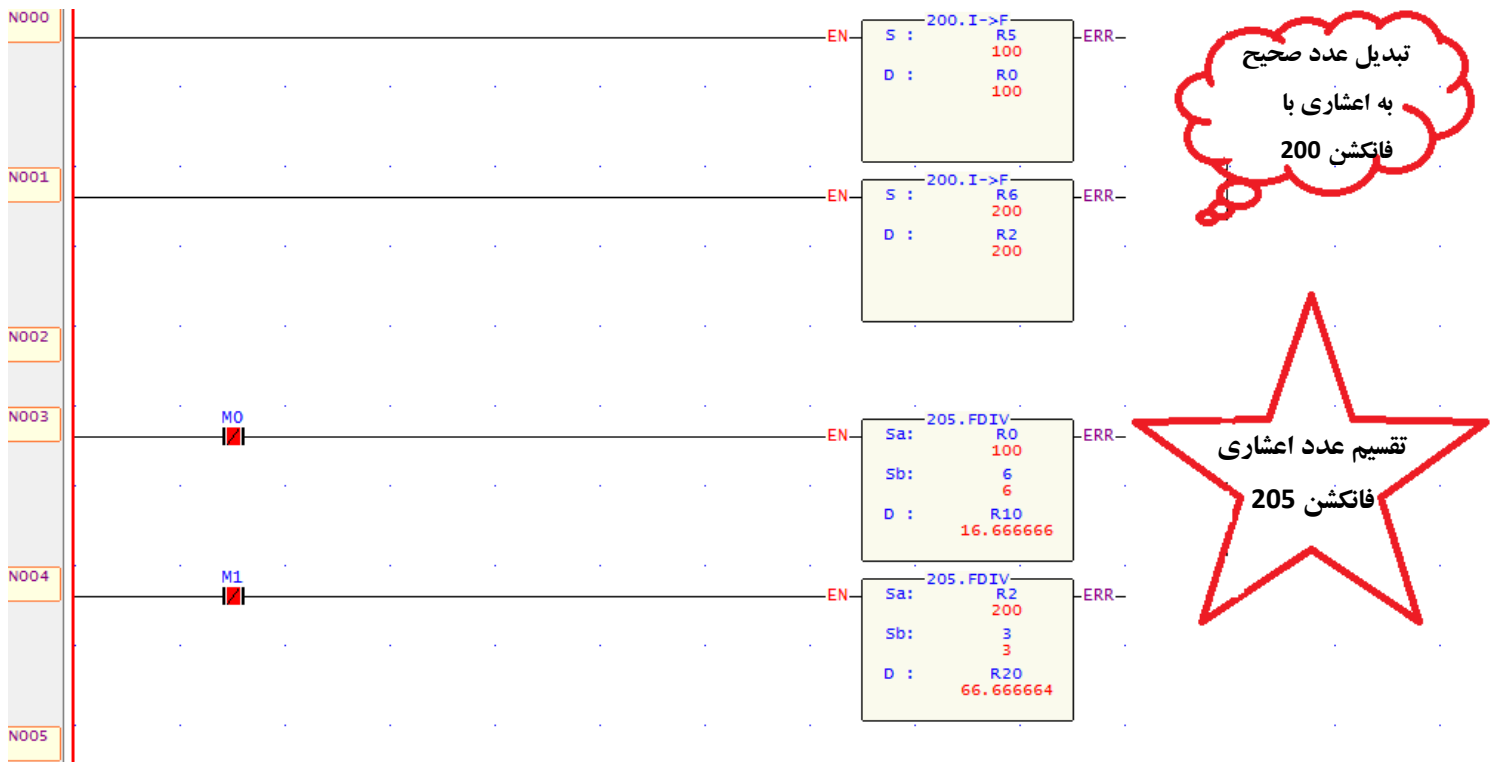 N000
200.I->F
EN S : R5 ERR
100
D : R0
100
تبدیل عدد صحیح
به اعشاری با
فانکشن 200
N001
200.I->F
EN S : R6 ERR
200
D : R2
200
N002
N003
M0
205.FDIV
EN Sa: R0 ERR
100
Sb: 6
6
D : R10
16.666666
تقسیم عدد اعشاری
فانکشن 205
N004
M1
205.FDIV
EN Sa: R2 ERR
200
Sb: 3
3
D : R20
66.666664
N005